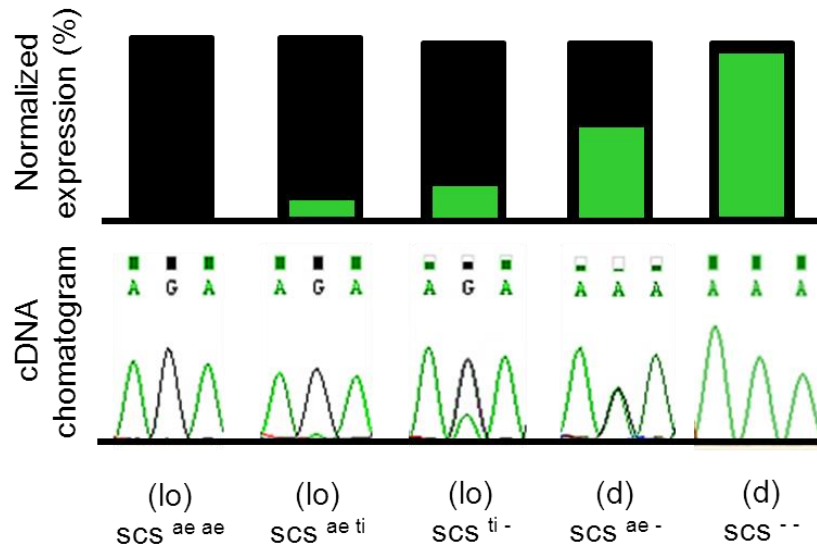 Normalized
expression (%)
A G A A G A A G A A A A A A A
cDNA
chomatogram
(lo) (lo) (lo) (d) (d)
scs ae ae scs ae ti scs ti - scs ae - scs - -